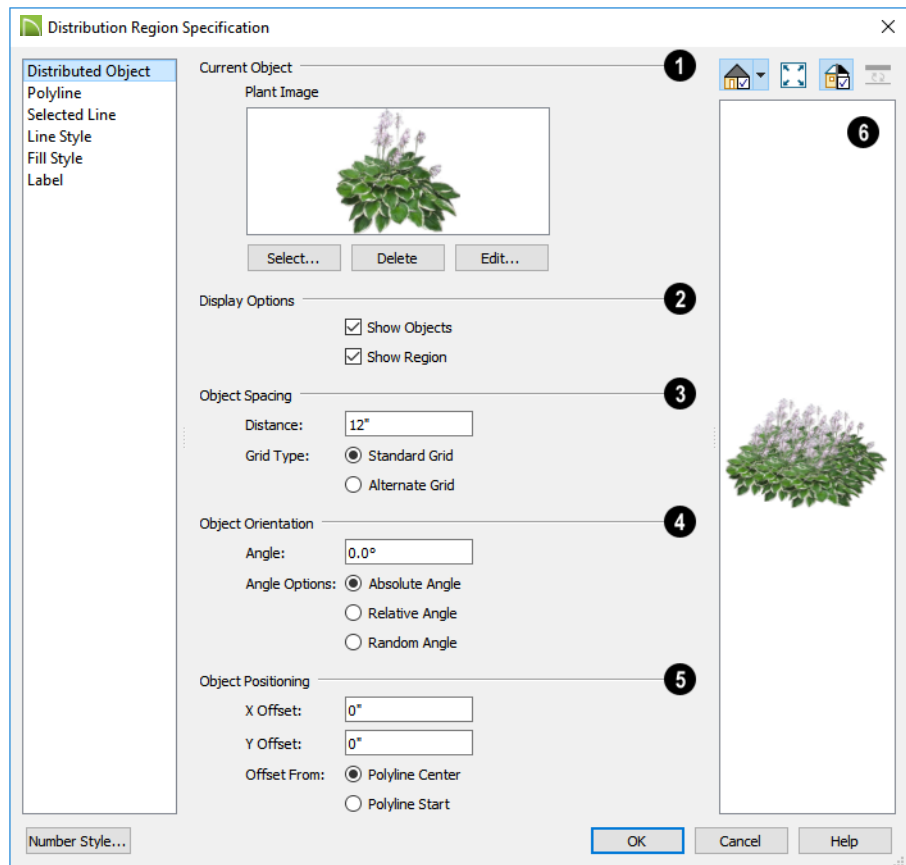 Distribution Region Specification
Distributed Object
Polyline
Selected Line
Line Style
Fill Style
Label
Current Object
1
Plant Image
Select...
Delete
Edit...
Display Options
2
Show Objects
Show Region
Object Spacing
3
Distance: 12"
Grid Type: Standard Grid
Alternate Grid
Object Orientation
4
Angle: 0.0°
Angle Options: Absolute Angle
Relative Angle
Random Angle
Object Positioning
5
X Offset: 0"
Y Offset: 0"
Offset From: Polyline Center
Polyline Start
6
Number Style...
OK
Cancel
Help